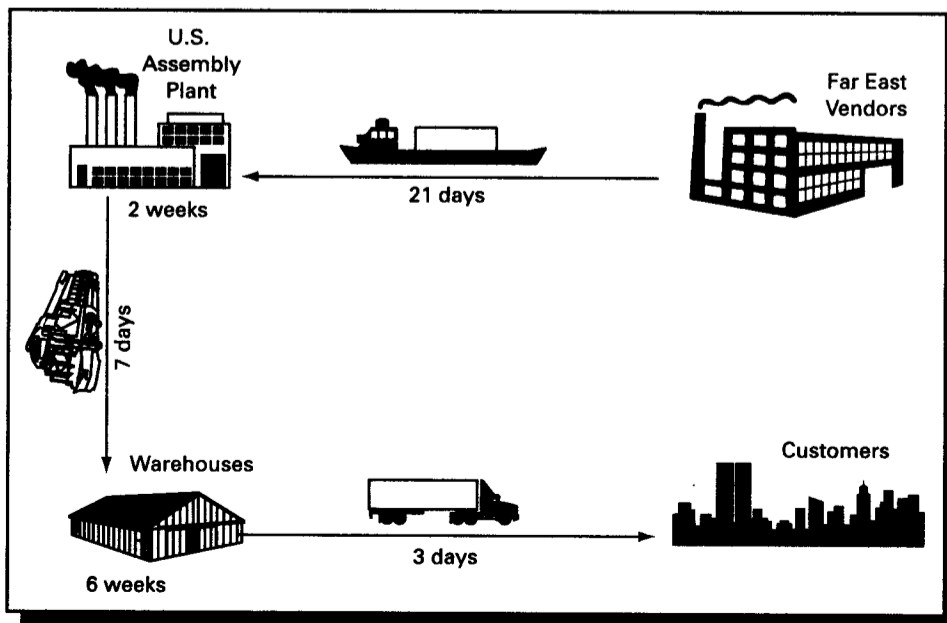 U.S.
Assembly
Plant
Far East
Vendors
21 days
2 weeks
7 days
Warehouses
Customers
3 days
6 weeks